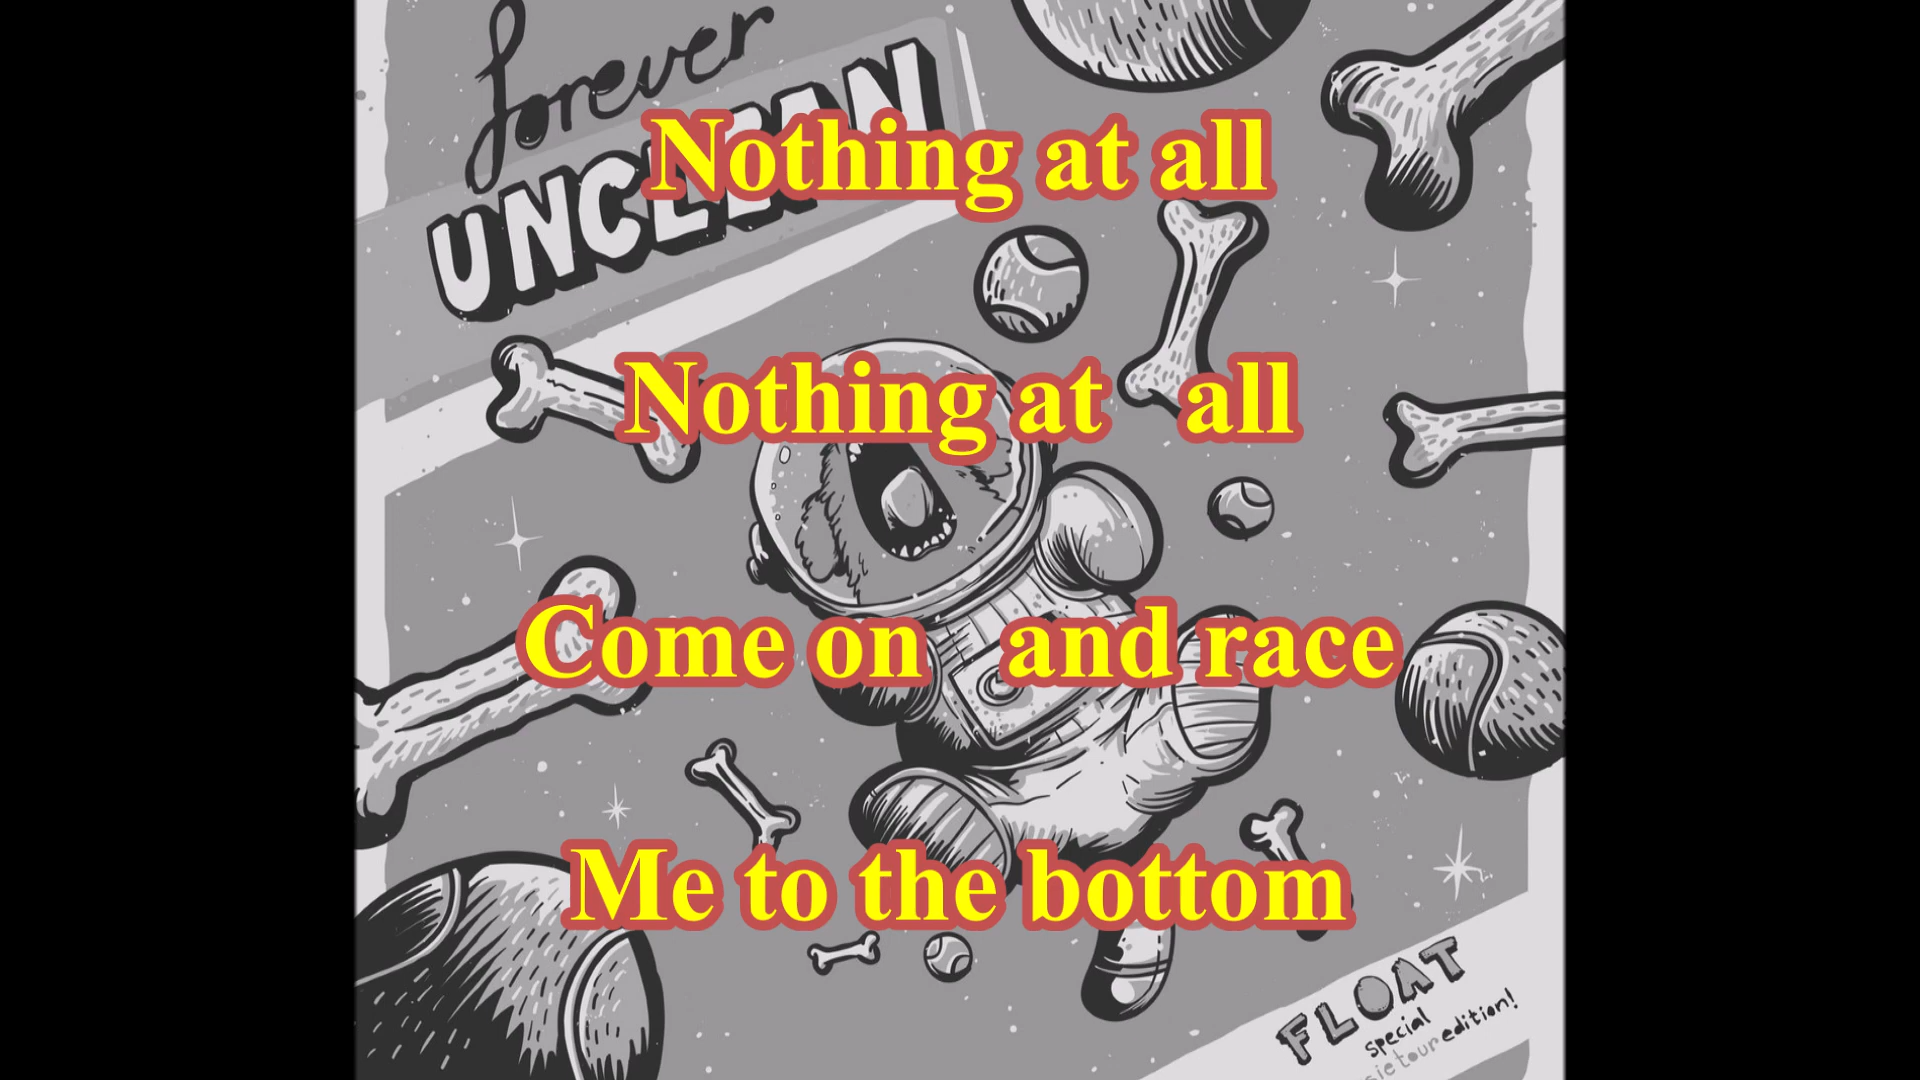 forever
UNCLEAN
Nothing at all
Nothing at all
Come on and race
Me to the bottom
FLOAT
special
tour edition!